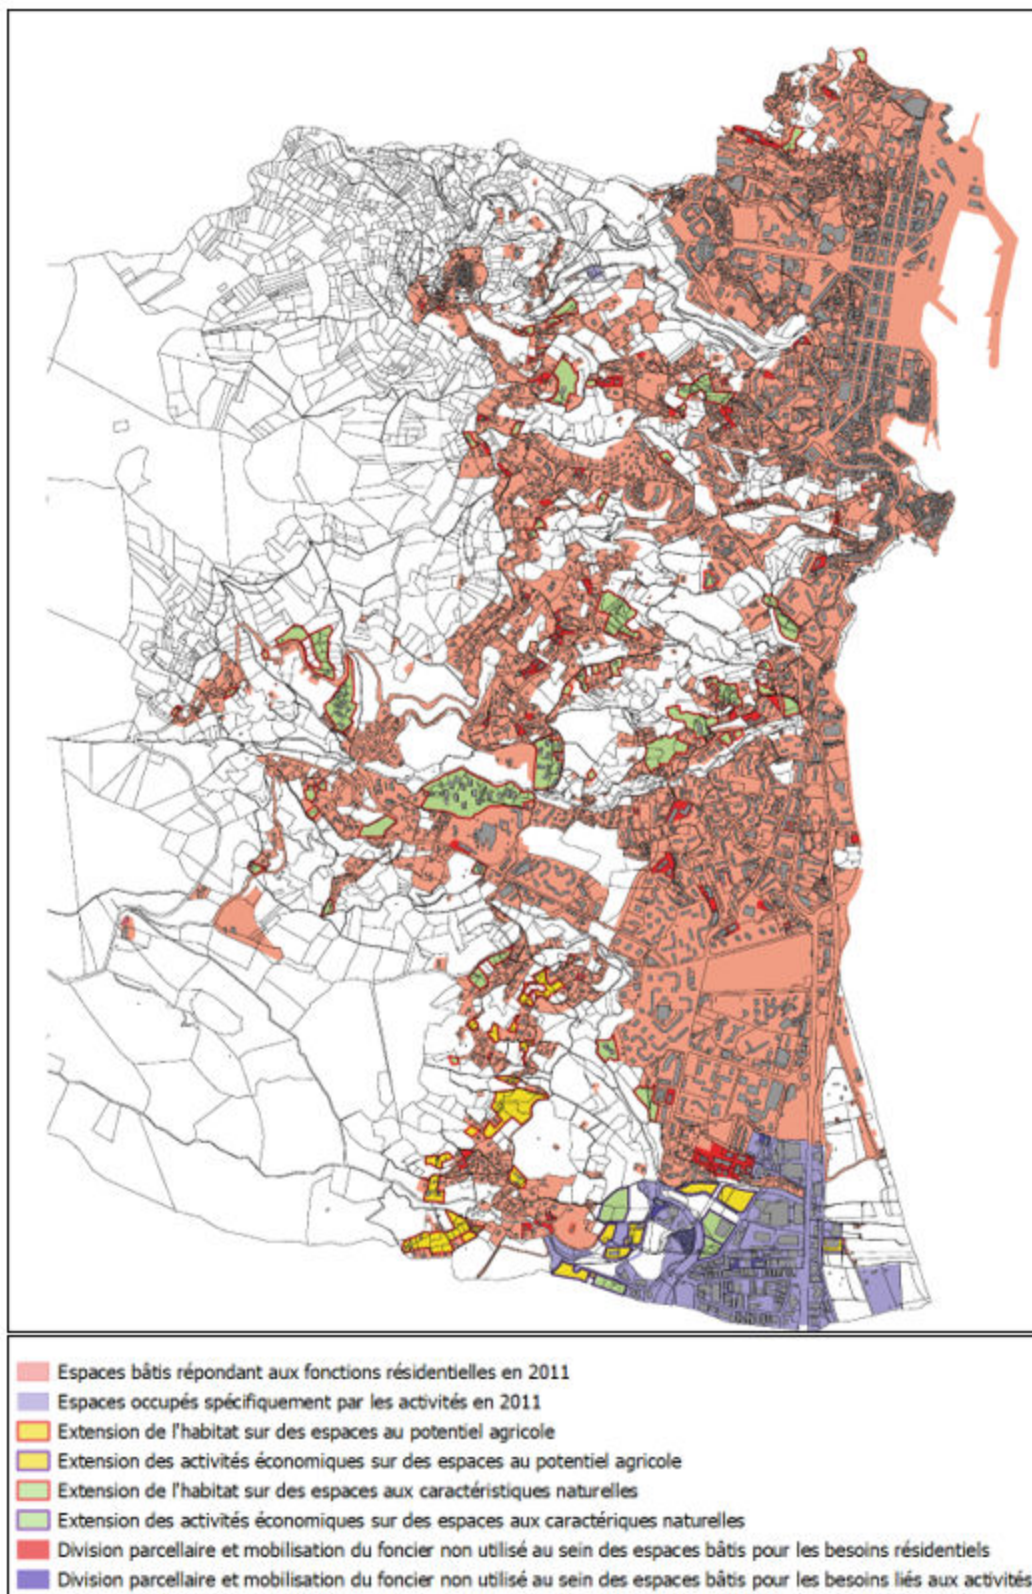 Espaces bâtis répondant aux fonctions résidentielles en 2011
Espaces occupés spécifiquement par les activités en 2011
Extension de l'habitat sur des espaces au potentiel agricole
Extension des activités économiques sur des espaces au potentiel agricole
Extension de l'habitat sur des espaces aux caractéristiques naturelles
Extension des activités économiques sur des espaces aux caractériques naturelles
Division parcellaire et mobilisation du foncier non utilisé au sein des espaces bâtis pour les besoins résidentiels
Division parcellaire et mobilisation du foncier non utilisé au sein des espaces bâtis pour les besoins liés aux activités